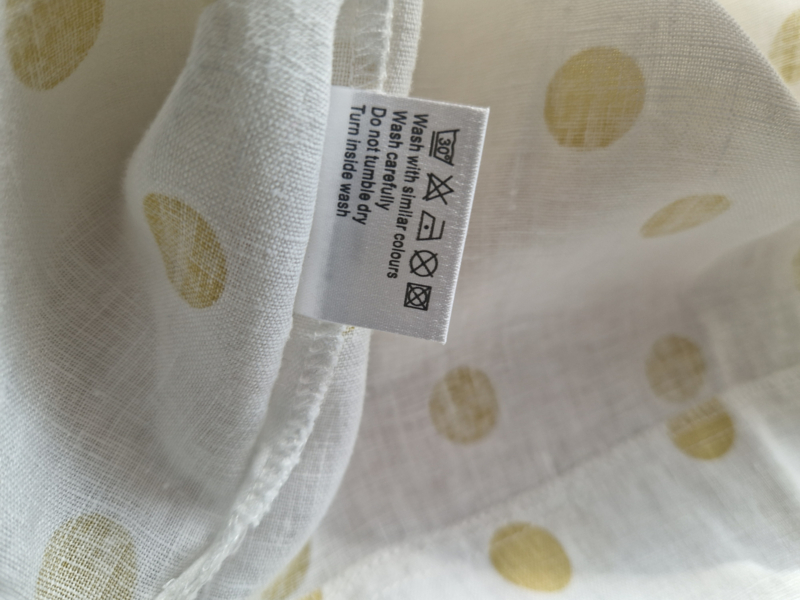 30°
Wash with similar colours
Wash carefully
Do not tumble dry
Turn inside wash